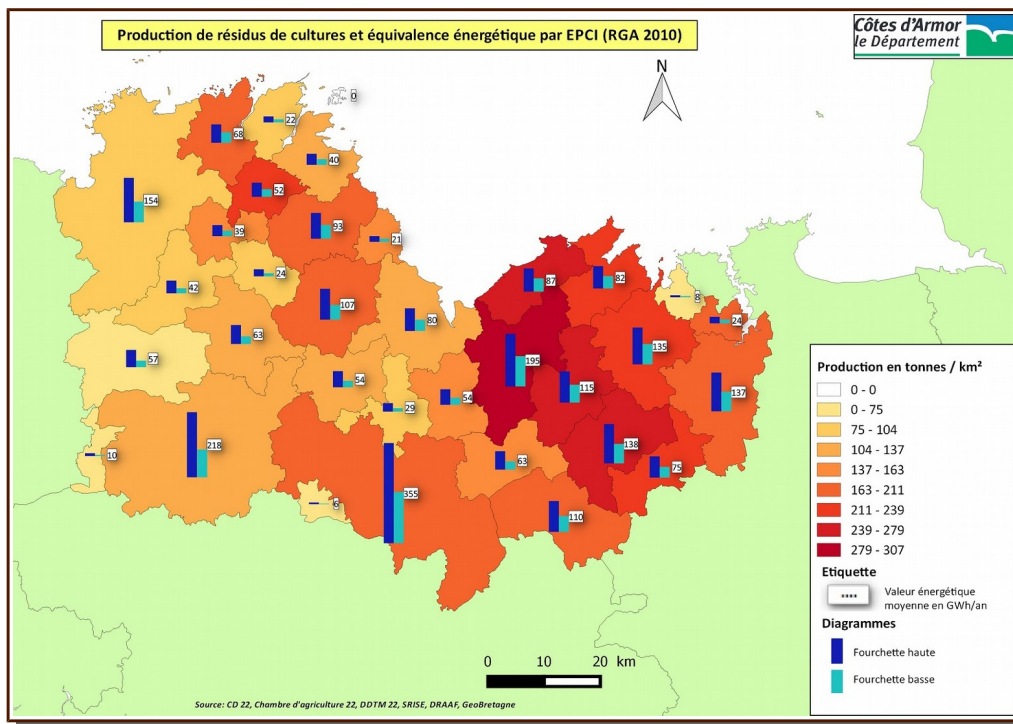 Production de résidus de cultures et équivalence énergétique par EPCI (RGA 2010)
Côtes d'Armor
le Département
N
0
22
68
40
52
154
39
93
21
24
42
107
87
82
8
80
24
63
135
57
195
54
115
137
54
29
218
138
10
63
75
355
6
110
Production en tonnes / km²
0 - 0
0 - 75
75 - 104
104 - 137
137 - 163
163 - 211
211 - 239
239 - 279
279 - 307
Etiquette
Valeur énergétique
moyenne en GWh/an
Diagrammes
Fourchette haute
Fourchette basse
0 10 20 km
Source: CD 22, Chambre d'agriculture 22, DDTM 22, SRISE, DRAAF, GeoBretagne